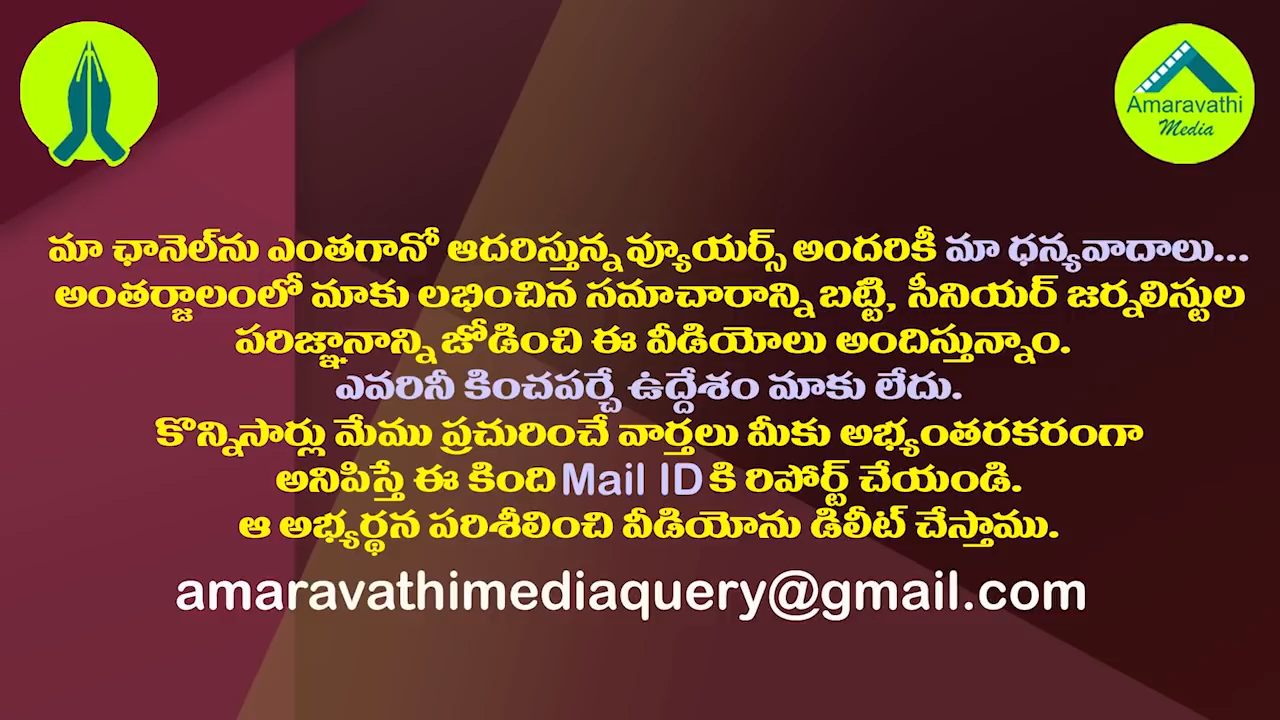 Amaravathi
Media
మా ఛానెల్‌ను ఎంతగానో ఆదరిస్తున్న వ్యూయర్స్ అందరికీ మా ధన్యవాదాలు...
అంతర్జాలంలో మాకు లభించిన సమాచారాన్ని బట్టి, సీనియర్ జర్నలిస్టుల
పరిజ్ఞానాన్ని జోడించి ఈ వీడియోలు అందిస్తున్నాం.
ఎవరినీ కించపర్చే ఉద్దేశం మాకు లేదు.
కొన్నిసార్లు మేము ప్రచురించే వార్తలు మీకు అభ్యంతరకరంగా
అనిపిస్తే ఈ కింది Mail ID కి రిపోర్ట్ చేయండి.
ఆ అభ్యర్థన పరిశీలించి వీడియోను డిలీట్ చేస్తాము.
amaravathimediaquery@gmail.com